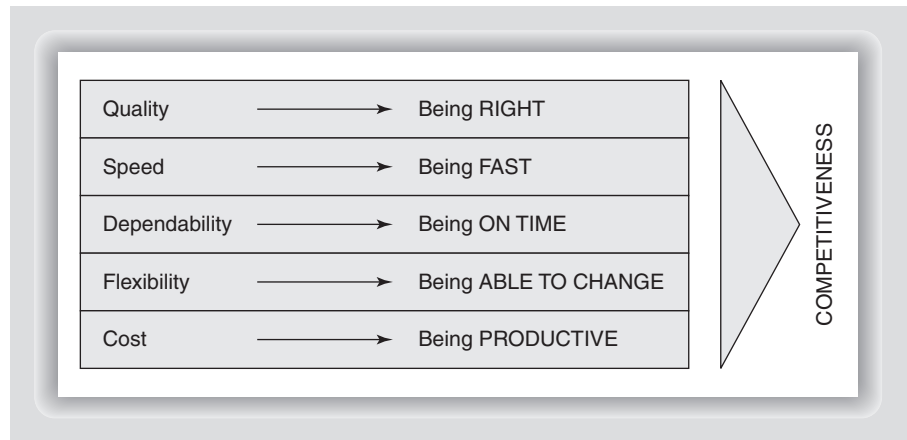 Quality Being RIGHT
Speed Being FAST
Dependability Being ON TIME
Flexibility Being ABLE TO CHANGE
Cost Being PRODUCTIVE
COMPETITIVENESS